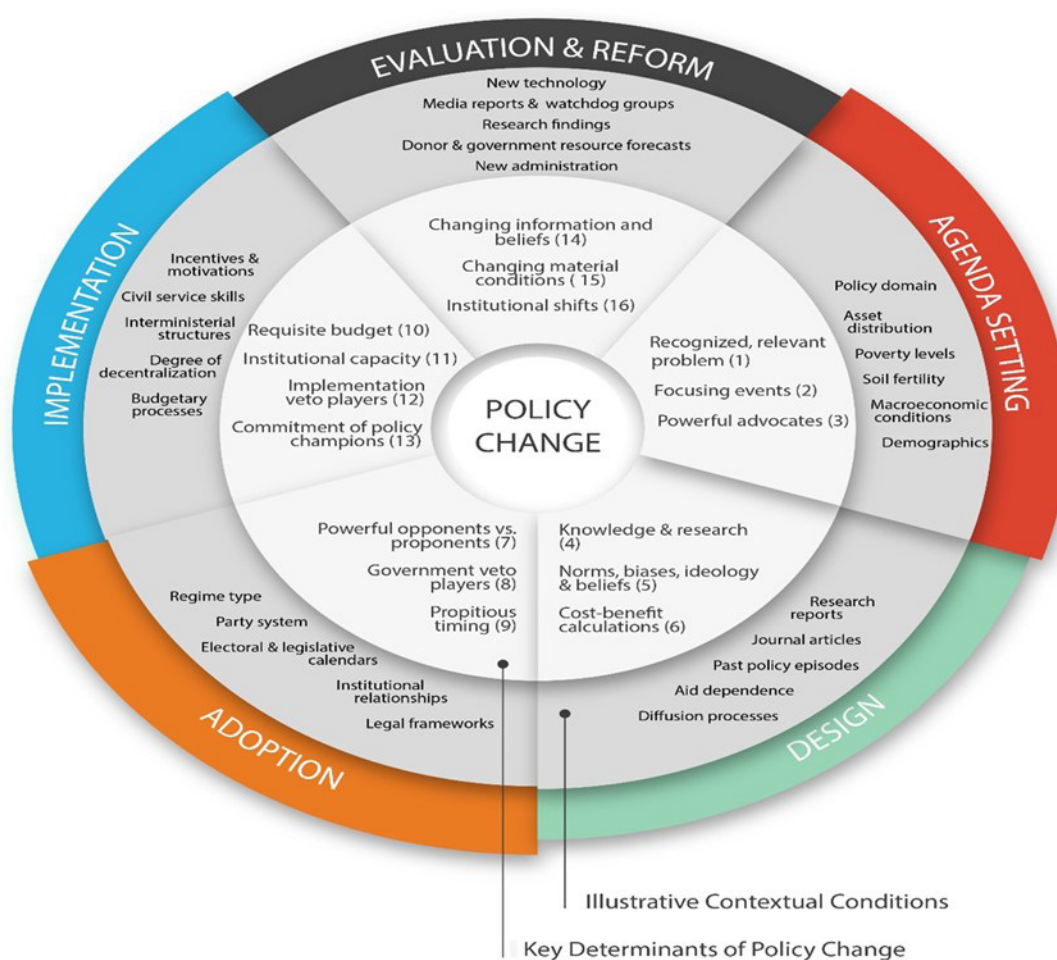 EVALUATION & REFORM
New technology
Media reports & watchdog groups
Research findings
Donor & government resource forecasts
New administration
Changing information and
beliefs (14)
Changing material
conditions ( 15)
Institutional shifts (16)
AGENDA SETTING
Policy domain
Asset
distribution
Poverty levels
Soil fertility
Macroeconomic
conditions
Demographics
Recognized, relevant
problem (1)
Focusing events (2)
Powerful advocates (3)
DESIGN
Research
reports
Journal articles
Past policy episodes
Aid dependence
Diffusion processes
Knowledge & research
(4)
Norms, biases, ideology
& beliefs (5)
Cost-benefit
calculations (6)
ADOPTION
Regime type
Party system
Electoral & legislative
calendars
Institutional
relationships
Legal frameworks
Powerful opponents vs.
proponents (7)
Government veto
players (8)
Propitious
timing (9)
IMPLEMENTATION
Incentives &
motivations
Civil service skills
Interministerial
structures
Degree of
decentralization
Budgetary
processes
Requisite budget (10)
Institutional capacity (11)
Implementation
veto players (12)
Commitment of policy
champions (13)
POLICY
CHANGE
Illustrative Contextual Conditions
Key Determinants of Policy Change